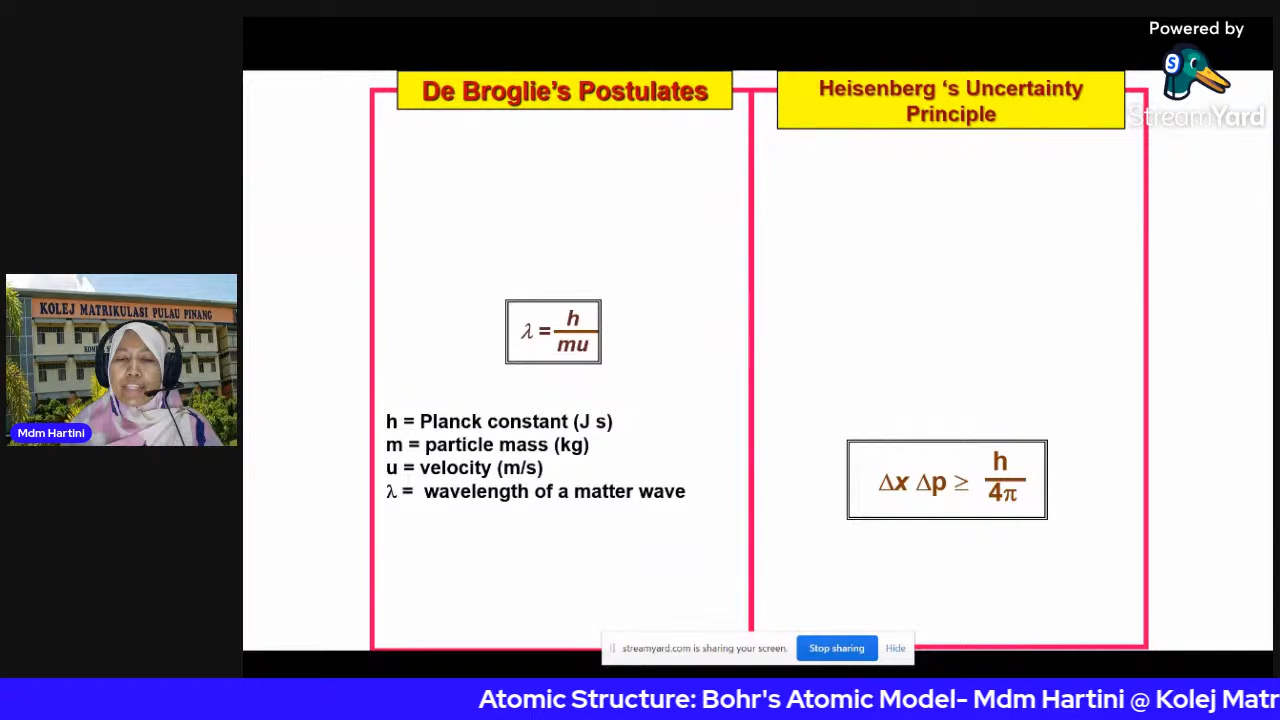 Powered by
StreamYard
De Broglie's Postulates
Heisenberg 's Uncertainty
Principle
λ = h/mu
h = Planck constant (J s)
m = particle mass (kg)
u = velocity (m/s)
λ = wavelength of a matter wave
Δx Δp ≥ h/4π
KOLEJ MATRIKULASI PULAU PINANG
Mdm Hartini
streamyard.com is sharing your screen.
Stop sharing
Hide
Atomic Structure: Bohr's Atomic Model- Mdm Hartini @ Kolej Matr